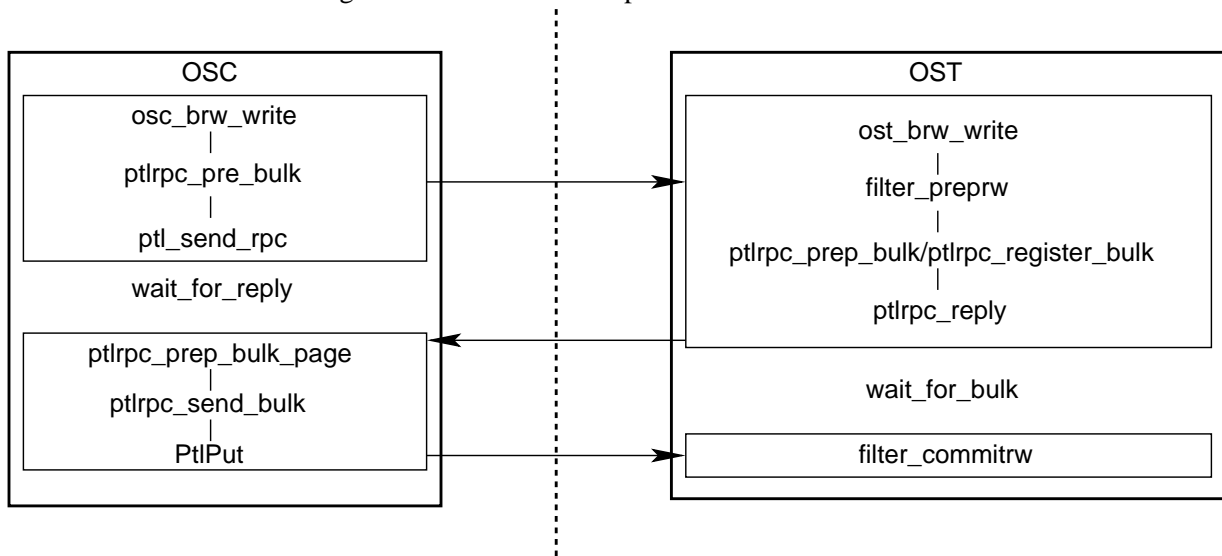 OSC
osc_brw_write
ptlrpc_pre_bulk
ptl_send_rpc
wait_for_reply
ptlrpc_prep_bulk_page
ptlrpc_send_bulk
PtlPut
OST
ost_brw_write
filter_preprw
ptlrpc_prep_bulk/ptlrpc_register_bulk
ptlrpc_reply
wait_for_bulk
filter_commitrw